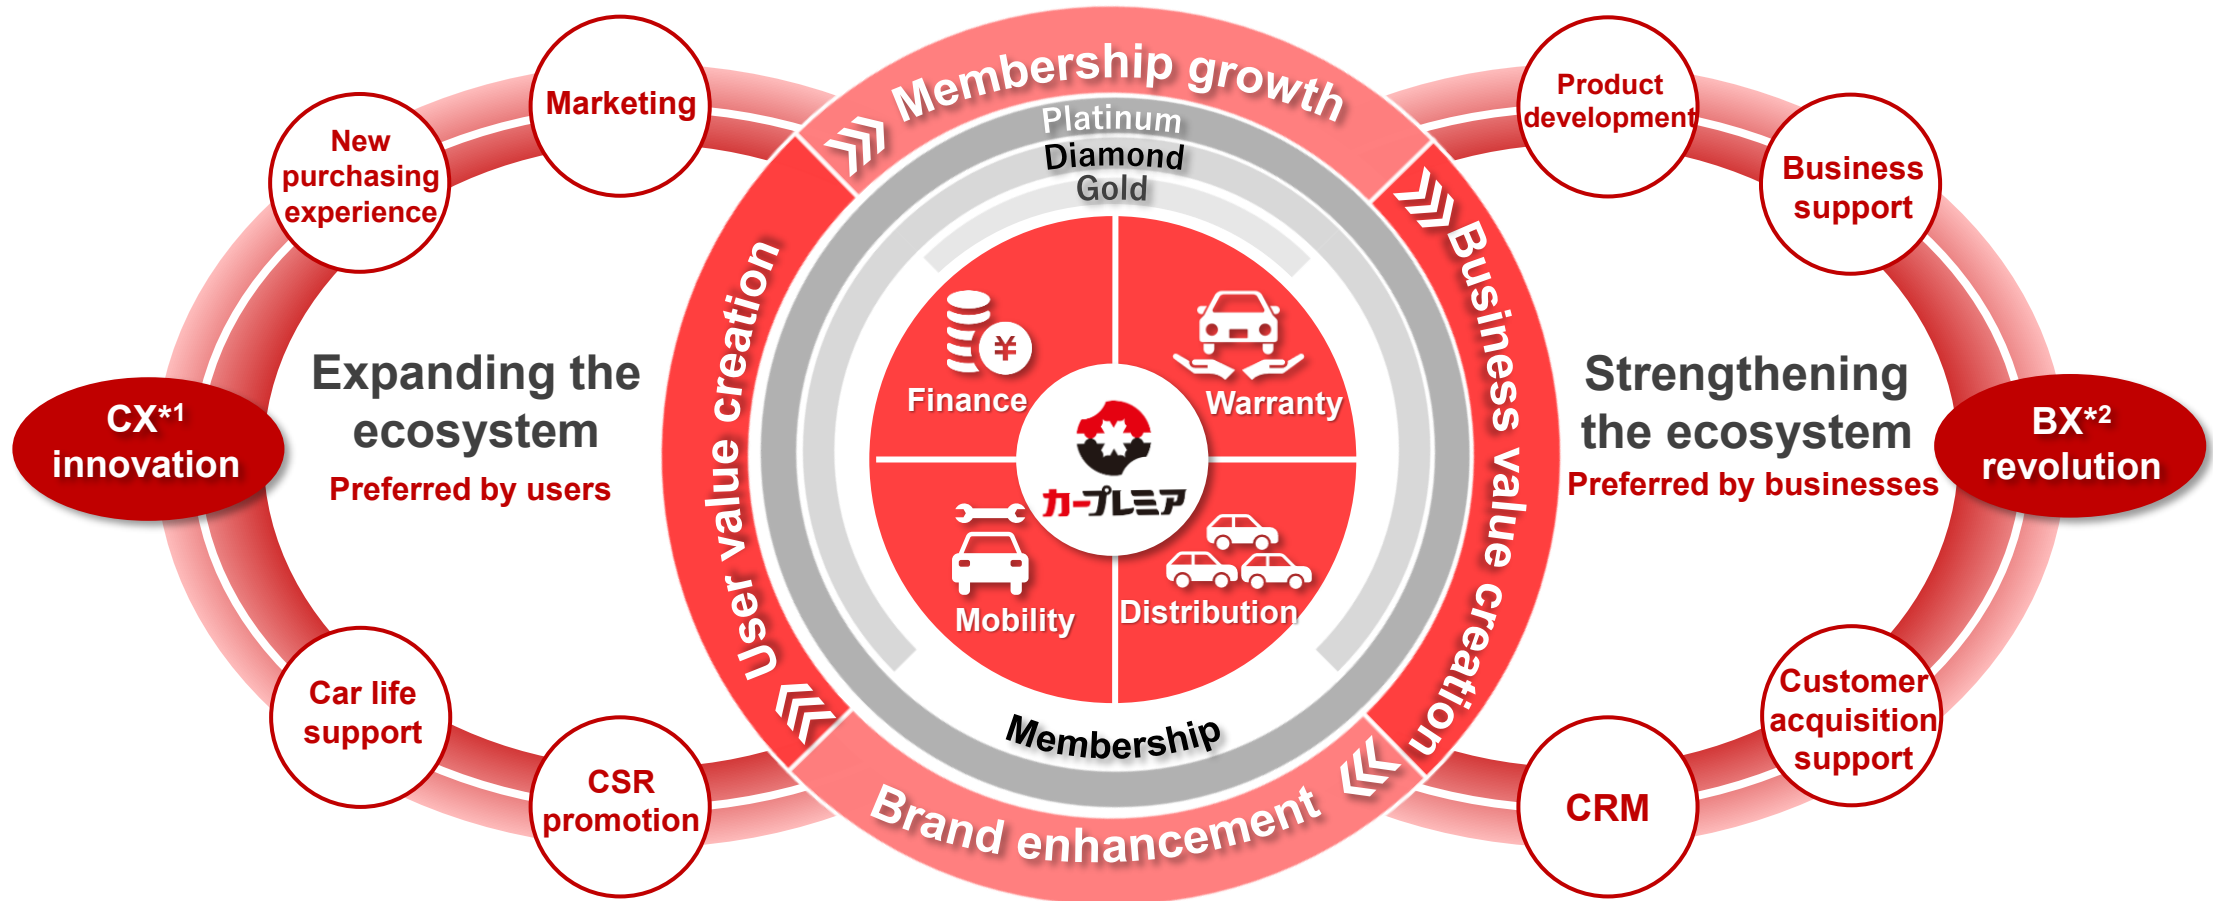 Marketing
New
purchasing
experience
CX*1
innovation
Expanding the
ecosystem
Preferred by users
Car life
support
CSR
promotion
Membership growth
User value creation
Business value creation
Brand enhancement
Platinum
Diamond
Gold
Finance
¥
Warranty
カープレミア
Mobility
Distribution
Membership
Product
development
Business
support
Strengthening
the ecosystem
Preferred by businesses
BX*2
revolution
Customer
acquisition
support
CRM